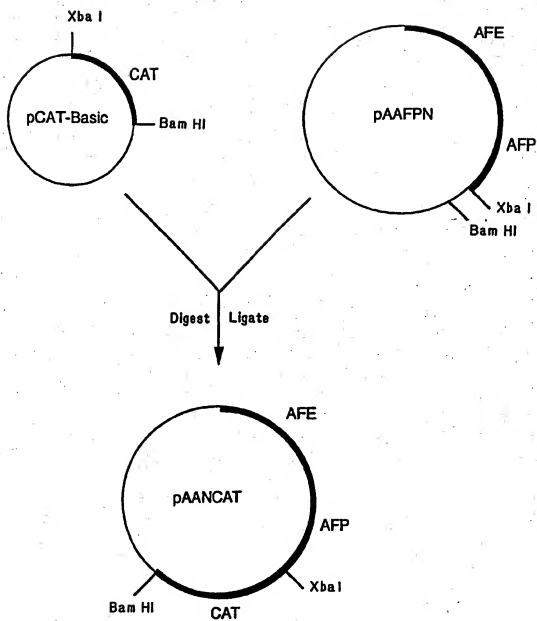 Xba I
CAT
pCAT-Basic
Bam HI
AFE
pAAFPN
AFP
Xba I
Bam HI
Digest Ligate
AFE
pAANCAT
AFP
Xba I
Bam HI
CAT